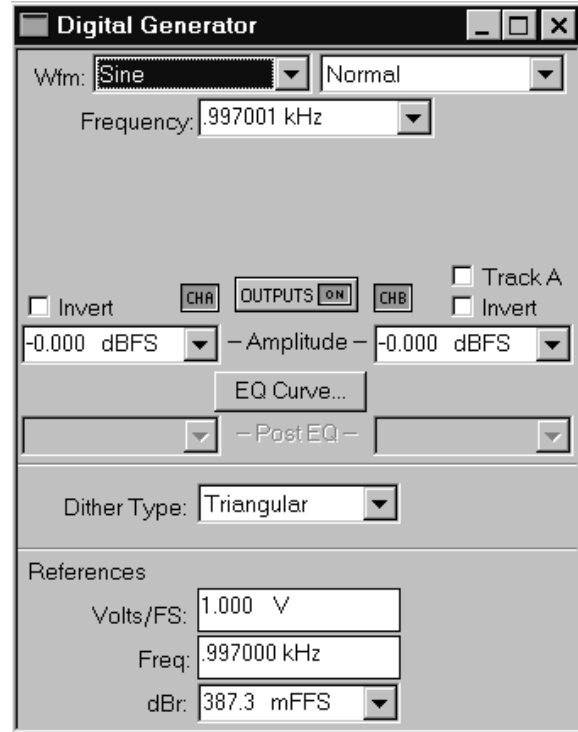 Digital Generator
Wfm: Sine Normal
Frequency: .997001 kHz
Track A
Invert CHA OUTPUTS ON CHB Invert
-0.000 dBFS – Amplitude – -0.000 dBFS
EQ Curve...
– Post EQ –
Dither Type: Triangular
References
Volts/FS: 1.000 V
Freq: .997000 kHz
dBr: 387.3 mFFS